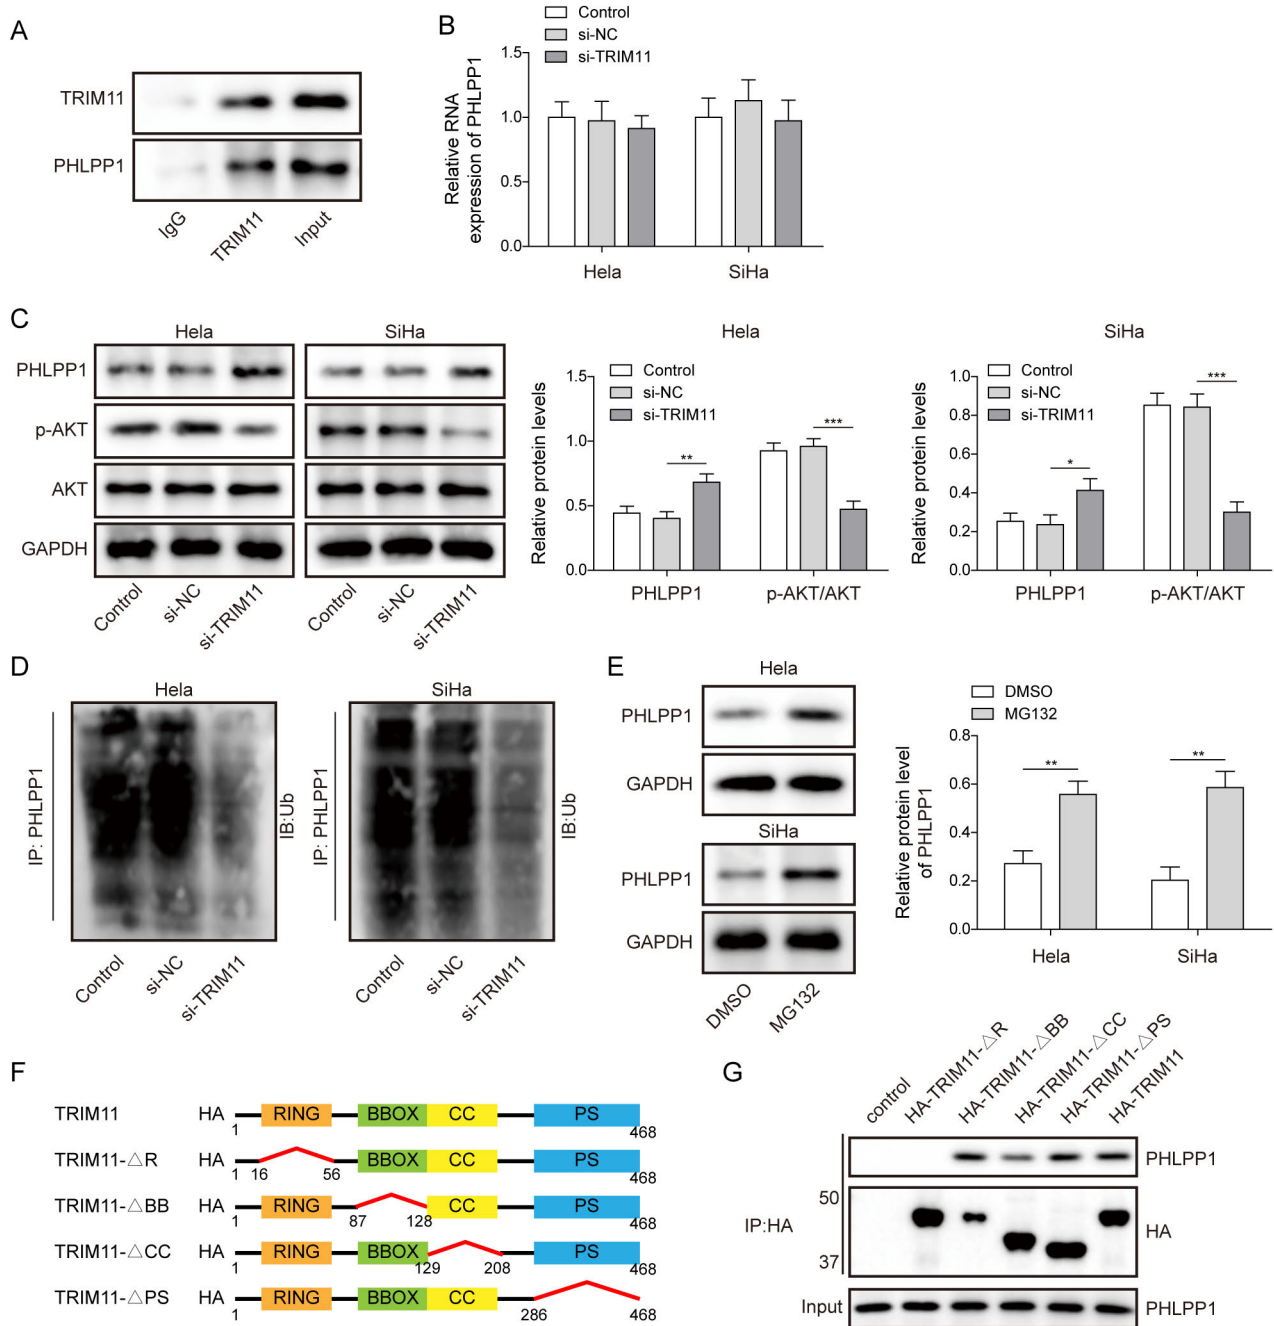 A
TRIM11
PHLPP1
IgG
TRIM11
Input
B
Control
si-NC
si-TRIM11
Relative RNA
expression of PHLPP1
1.5
1.0
0.5
0.0
Hela
SiHa
C
Hela
SiHa
PHLPP1
p-AKT
AKT
GAPDH
Control
si-NC
si-TRIM11
Control
si-NC
si-TRIM11
Hela
Control
si-NC
si-TRIM11
Relative protein levels
1.5
1.0
0.5
0.0
**
***
PHLPP1
p-AKT/AKT
SiHa
Control
si-NC
si-TRIM11
Relative protein levels
1.0
0.8
0.6
0.4
0.2
0.0
*
***
PHLPP1
p-AKT/AKT
D
Hela
SiHa
IP: PHLPP1
IB:Ub
IP: PHLPP1
IB:Ub
Control
si-NC
si-TRIM11
Control
si-NC
si-TRIM11
E
Hela
PHLPP1
GAPDH
SiHa
PHLPP1
GAPDH
DMSO
MG132
DMSO
MG132
Relative protein level
of PHLPP1
0.8
0.6
0.4
0.2
0.0
**
**
Hela
SiHa
F
TRIM11 HA RING BBOX CC PS
1 468
TRIM11-△R HA BBOX CC PS
1 16 56 468
TRIM11-△BB HA RING CC PS
1 87 128 468
TRIM11-△CC HA RING BBOX PS
1 129 208 468
TRIM11-△PS HA RING BBOX CC
1 286 468
G
control
HA-TRIM11-△R
HA-TRIM11-△BB
HA-TRIM11-△CC
HA-TRIM11-△PS
HA-TRIM11
PHLPP1
50
IP:HA
HA
37
Input
PHLPP1